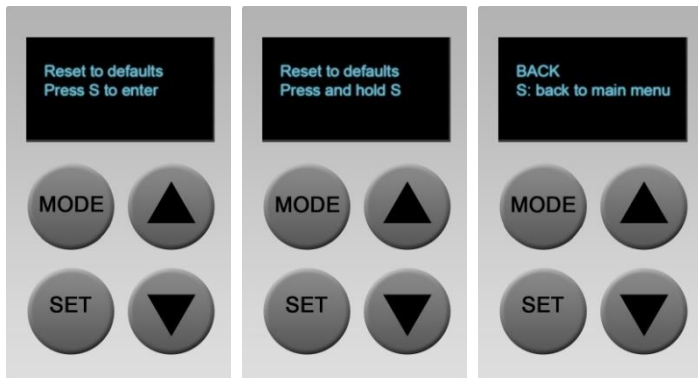 Reset to defaults
Press S to enter
MODE
SET
Reset to defaults
Press and hold S
MODE
SET
BACK
S: back to main menu
MODE
SET